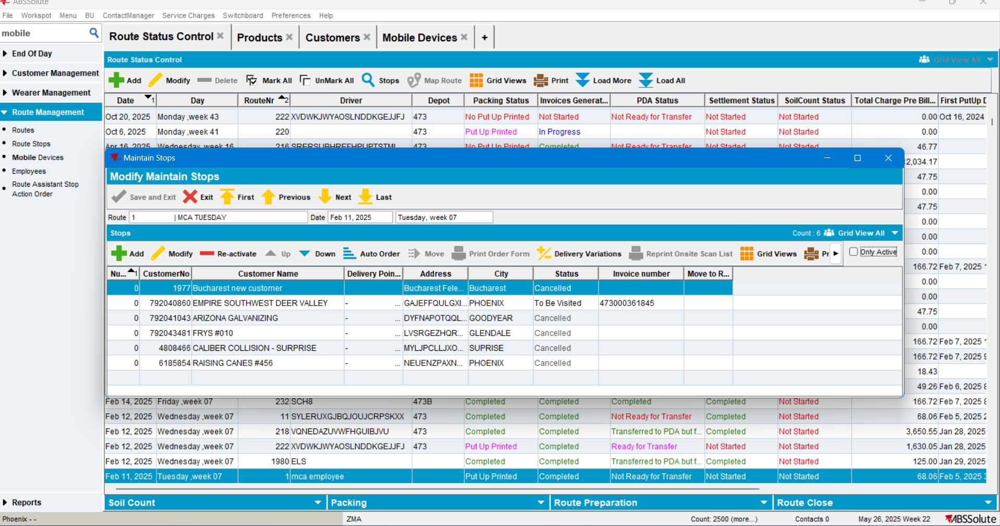 ABSSolute
File Workspot Menu BU ContactManager Service Charges Switchboard Preferences Help
mobile
Route Status Control Products Customers Mobile Devices +
End Of Day
Customer Management
Wearer Management
Route Management
Routes
Route Stops
Mobile Devices
Employees
Route Assistant Stop
Action Order
Reports
Route Status Control Grid View All
Add Modify Delete Mark All UnMark All Stops Map Route Grid Views Print Load More Load All
Date 1 Day RouteNr 2 Driver Depot Packing Status Invoices Generat... PDA Status Settlement Status SoilCount Status Total Charge Pre Bill... First PutUp D
Oct 20, 2025 Monday ,week 43 222 XVDWKJWYAOSLNDDKGEJJFJ 473 No Put Up Printed Not Started Not Ready for Transfer Not Started Not Started 0.00 Oct 16, 2024
Oct 6, 2025 Monday ,week 41 220 473 Put Up Printed In Progress Not Started Not Started 0.00
Apr 16, 2025 Wednesday ,week 16 216 473 No Put Up Printed Completed Not Ready for Transfer Not Started Not Started 46.77
2,034.17
47.75
0.00
47.75
0.00
0.00
0.00
166.72 Feb 7, 2025 1
0.00
0.00
47.75
0.00
166.72 Feb 7, 2025 1
166.72 Feb 7, 2025 9
18.43
49.26 Feb 6, 2025 8
Maintain Stops
Modify Maintain Stops
Save and Exit Exit First Previous Next Last
Route 1 | MCA TUESDAY Date Feb 11, 2025 Tuesday, week 07
Stops Count : 6 Grid View All
Add Modify Re-activate Up Down Auto Order Move Print Order Form Delivery Variations Reprint Onsite Scan List Grid Views Pr Only Active
Nu... 1 CustomerNo Customer Name Delivery Poin... Address City Status Invoice number Move to R...
0 1977 Bucharest new customer Bucharest Fele... Bucharest Cancelled
0 792040860 EMPIRE SOUTHWEST DEER VALLEY - ... GAJEFFQULGXI... PHOENIX To Be Visited 473000361845
0 792041043 ARIZONA GALVANIZING - ... DYFNAPOTQQL... GOODYEAR Cancelled
0 792043481 FRYS #010 - ... LVSRGEZHQR... GLENDALE Cancelled
0 4808466 CALIBER COLLISION - SURPRISE - ... MYLJPCLLJXO... SUPRISE Cancelled
0 6185854 RAISING CANES #456 - ... NEUENZPAXN... PHOENIX Cancelled
Feb 14, 2025 Friday ,week 07 232 SCH8 473B Completed Completed Completed Completed Not Started 166.72 Feb 7, 2025 8
Feb 12, 2025 Wednesday ,week 07 11 SYLERUXGJBQJOUJCRPSKXX 473 Completed Completed Not Ready for Transfer Completed Not Started 68.06 Feb 5, 2025 2
Feb 12, 2025 Wednesday ,week 07 218 VQNEDAZUVWFHGUIBJVU 473 Completed Completed Transferred to PDA but f... Completed Not Started 3,650.55 Jan 28, 2025
Feb 12, 2025 Wednesday ,week 07 222 XVDWKJWYAOSLNDDKGEJJFJ 473 Put Up Printed Completed Ready for Transfer Not Started Not Started 1,630.05 Jan 28, 2025
Feb 12, 2025 Wednesday ,week 07 1980 ELS Completed Completed Transferred to PDA but f... Completed Not Started 125.00 Jan 29, 2025
Feb 11, 2025 Tuesday ,week 07 1 mca employee Put Up Printed Completed Not Ready for Transfer Not Started Not Started 68.06 Feb 5, 2025 3
Soil Count Packing Route Preparation Route Close
Phoenix - - ZMA Count: 2500 (more...) Contacts 0 May 26, 2025 Week 22 ABSSolute